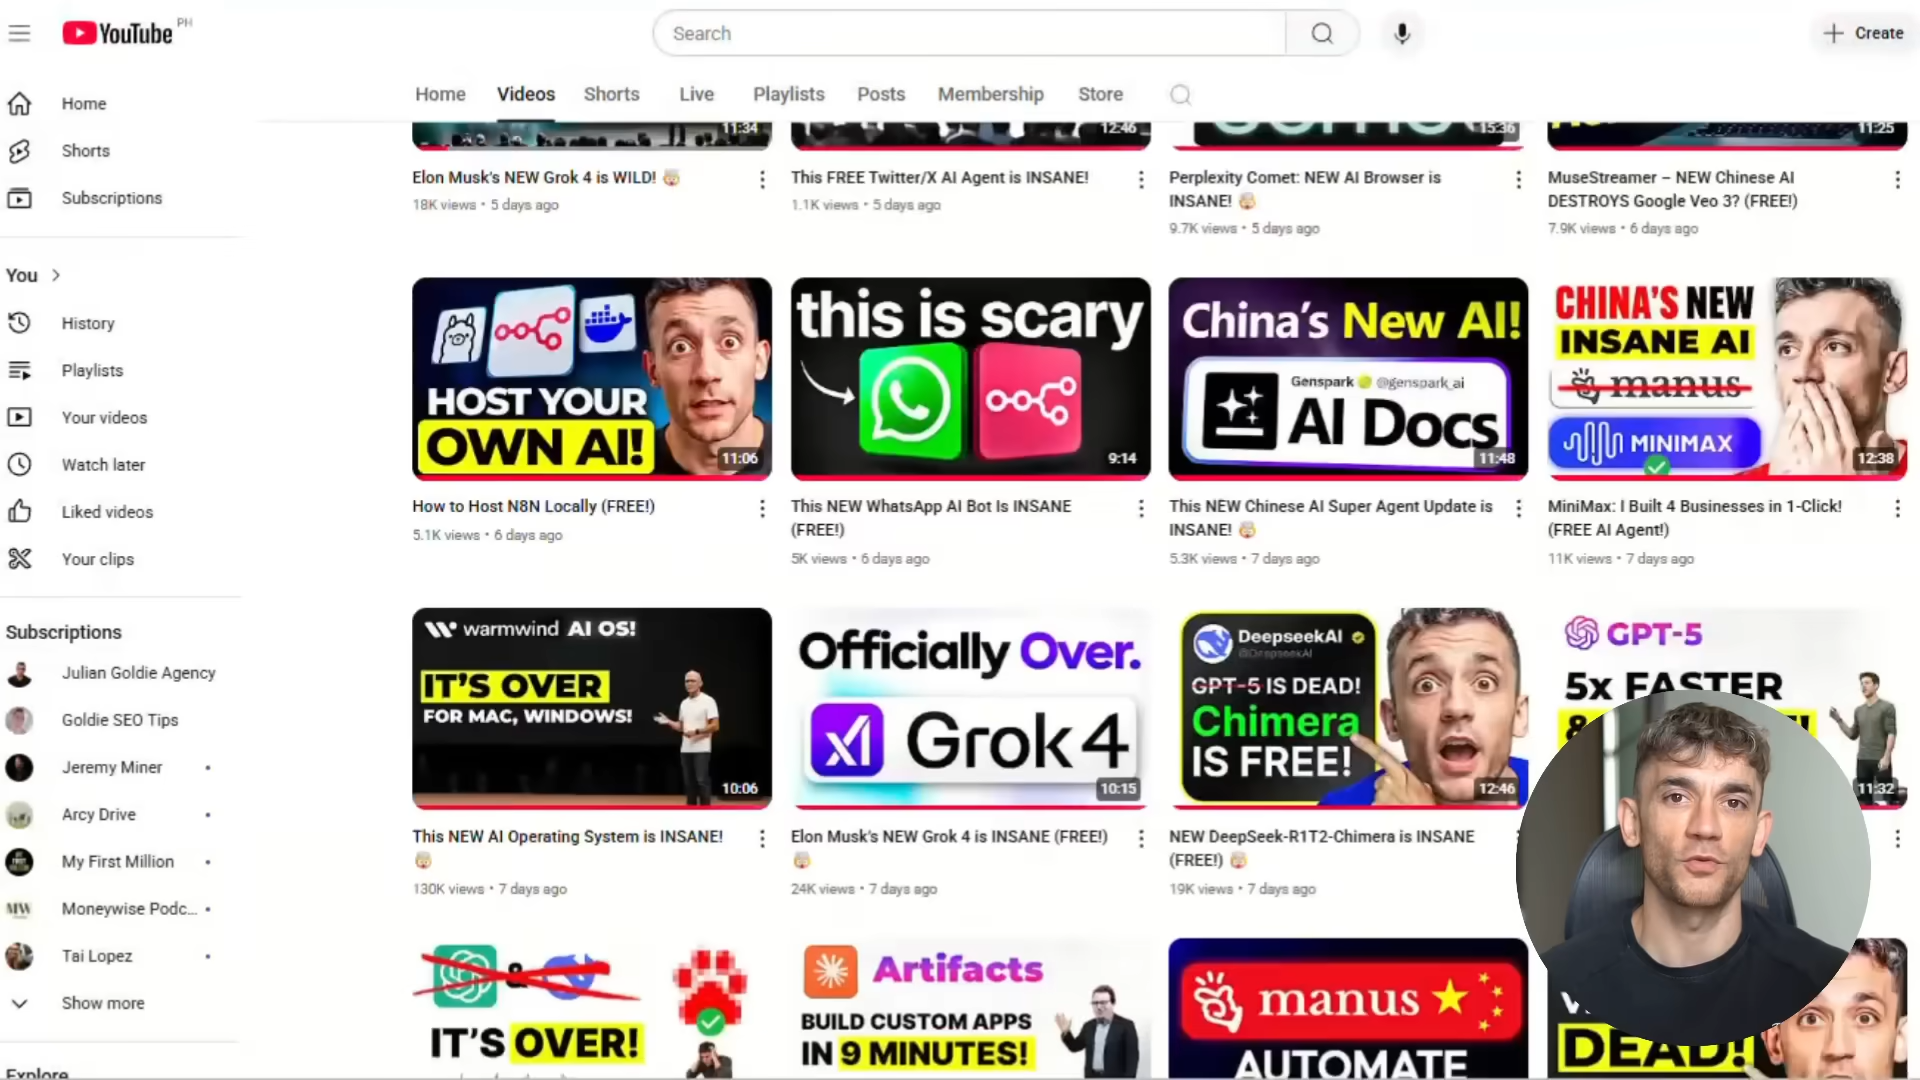 YouTube PH
Search
Create
Home
Shorts
Subscriptions
You
History
Playlists
Your videos
Watch later
Liked videos
Your clips
Subscriptions
Julian Goldie Agency
Goldie SEO Tips
Jeremy Miner
Arcy Drive
My First Million
Moneywise Podc...
Tai Lopez
Show more
Explore
Home
Videos
Shorts
Live
Playlists
Posts
Membership
Store
11:34
12:46
15:36
11:25
Elon Musk's NEW Grok 4 is WILD! 🤯
18K views • 5 days ago
This FREE Twitter/X AI Agent is INSANE!
1.1K views • 5 days ago
Perplexity Comet: NEW AI Browser is
INSANE! 🤯
9.7K views • 5 days ago
MuseStreamer – NEW Chinese AI
DESTROYS Google Veo 3? (FREE!)
7.9K views • 6 days ago
HOST YOUR
OWN AI!
11:06
this is scary
9:14
China's New AI!
Genspark @genspark_ai
AI Docs
11:48
CHINA'S NEW
INSANE AI
manus
MINIMAX
12:38
How to Host N8N Locally (FREE!)
5.1K views • 6 days ago
This NEW WhatsApp AI Bot Is INSANE
(FREE!)
5K views • 6 days ago
This NEW Chinese AI Super Agent Update is
INSANE! 🤯
5.3K views • 7 days ago
MiniMax: I Built 4 Businesses in 1-Click!
(FREE AI Agent!)
11K views • 7 days ago
warmwind AI OS!
IT'S OVER
FOR MAC, WINDOWS!
10:06
Officially Over.
Grok 4
10:15
DeepseekAI
@DeepseekAI
GPT-5 IS DEAD!
Chimera
IS FREE!
12:46
GPT-5
5x FASTER
&
11:32
This NEW AI Operating System is INSANE!
🤯
130K views • 7 days ago
Elon Musk's NEW Grok 4 is INSANE (FREE!)
🤯
24K views • 7 days ago
NEW DeepSeek-R1T2-Chimera is INSANE
(FREE!) 🤯
19K views • 7 days ago
&
IT'S OVER!
Artifacts
BUILD CUSTOM APPS
IN 9 MINUTES!
manus
AUTOMATE
DEAD!